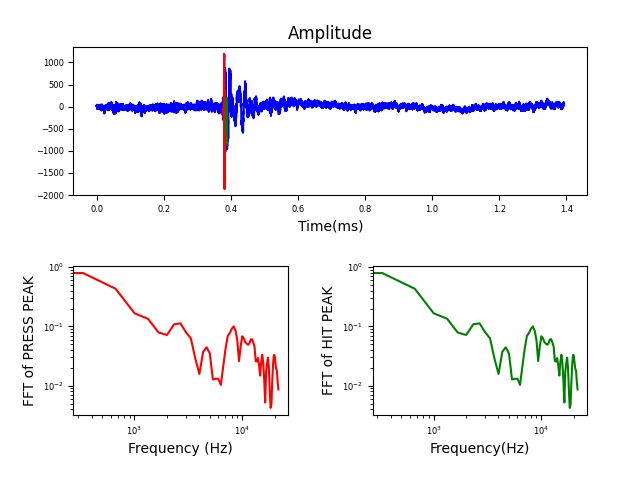 Amplitude
1000
500
0
−500
−1000
−1500
−2000
0.0 0.2 0.4 0.6 0.8 1.0 1.2 1.4
Time(ms)
FFT of PRESS PEAK
10⁰
10⁻¹
10⁻²
10³ 10⁴
Frequency (Hz)
FFT of HIT PEAK
10⁰
10⁻¹
10⁻²
10³ 10⁴
Frequency(Hz)